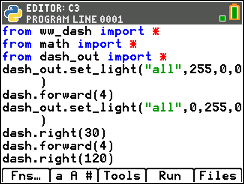 EDITOR: C3
PROGRAM LINE 0001
from ww_dash import *
from math import *
from dash_out import *
dash_out.set_light("all",255,0,0
)
dash.forward(4)
dash_out.set_light("all",0,255,0
)
dash.right(30)
dash.forward(4)
dash.right(120)
Fns… a A # Tools Run Files